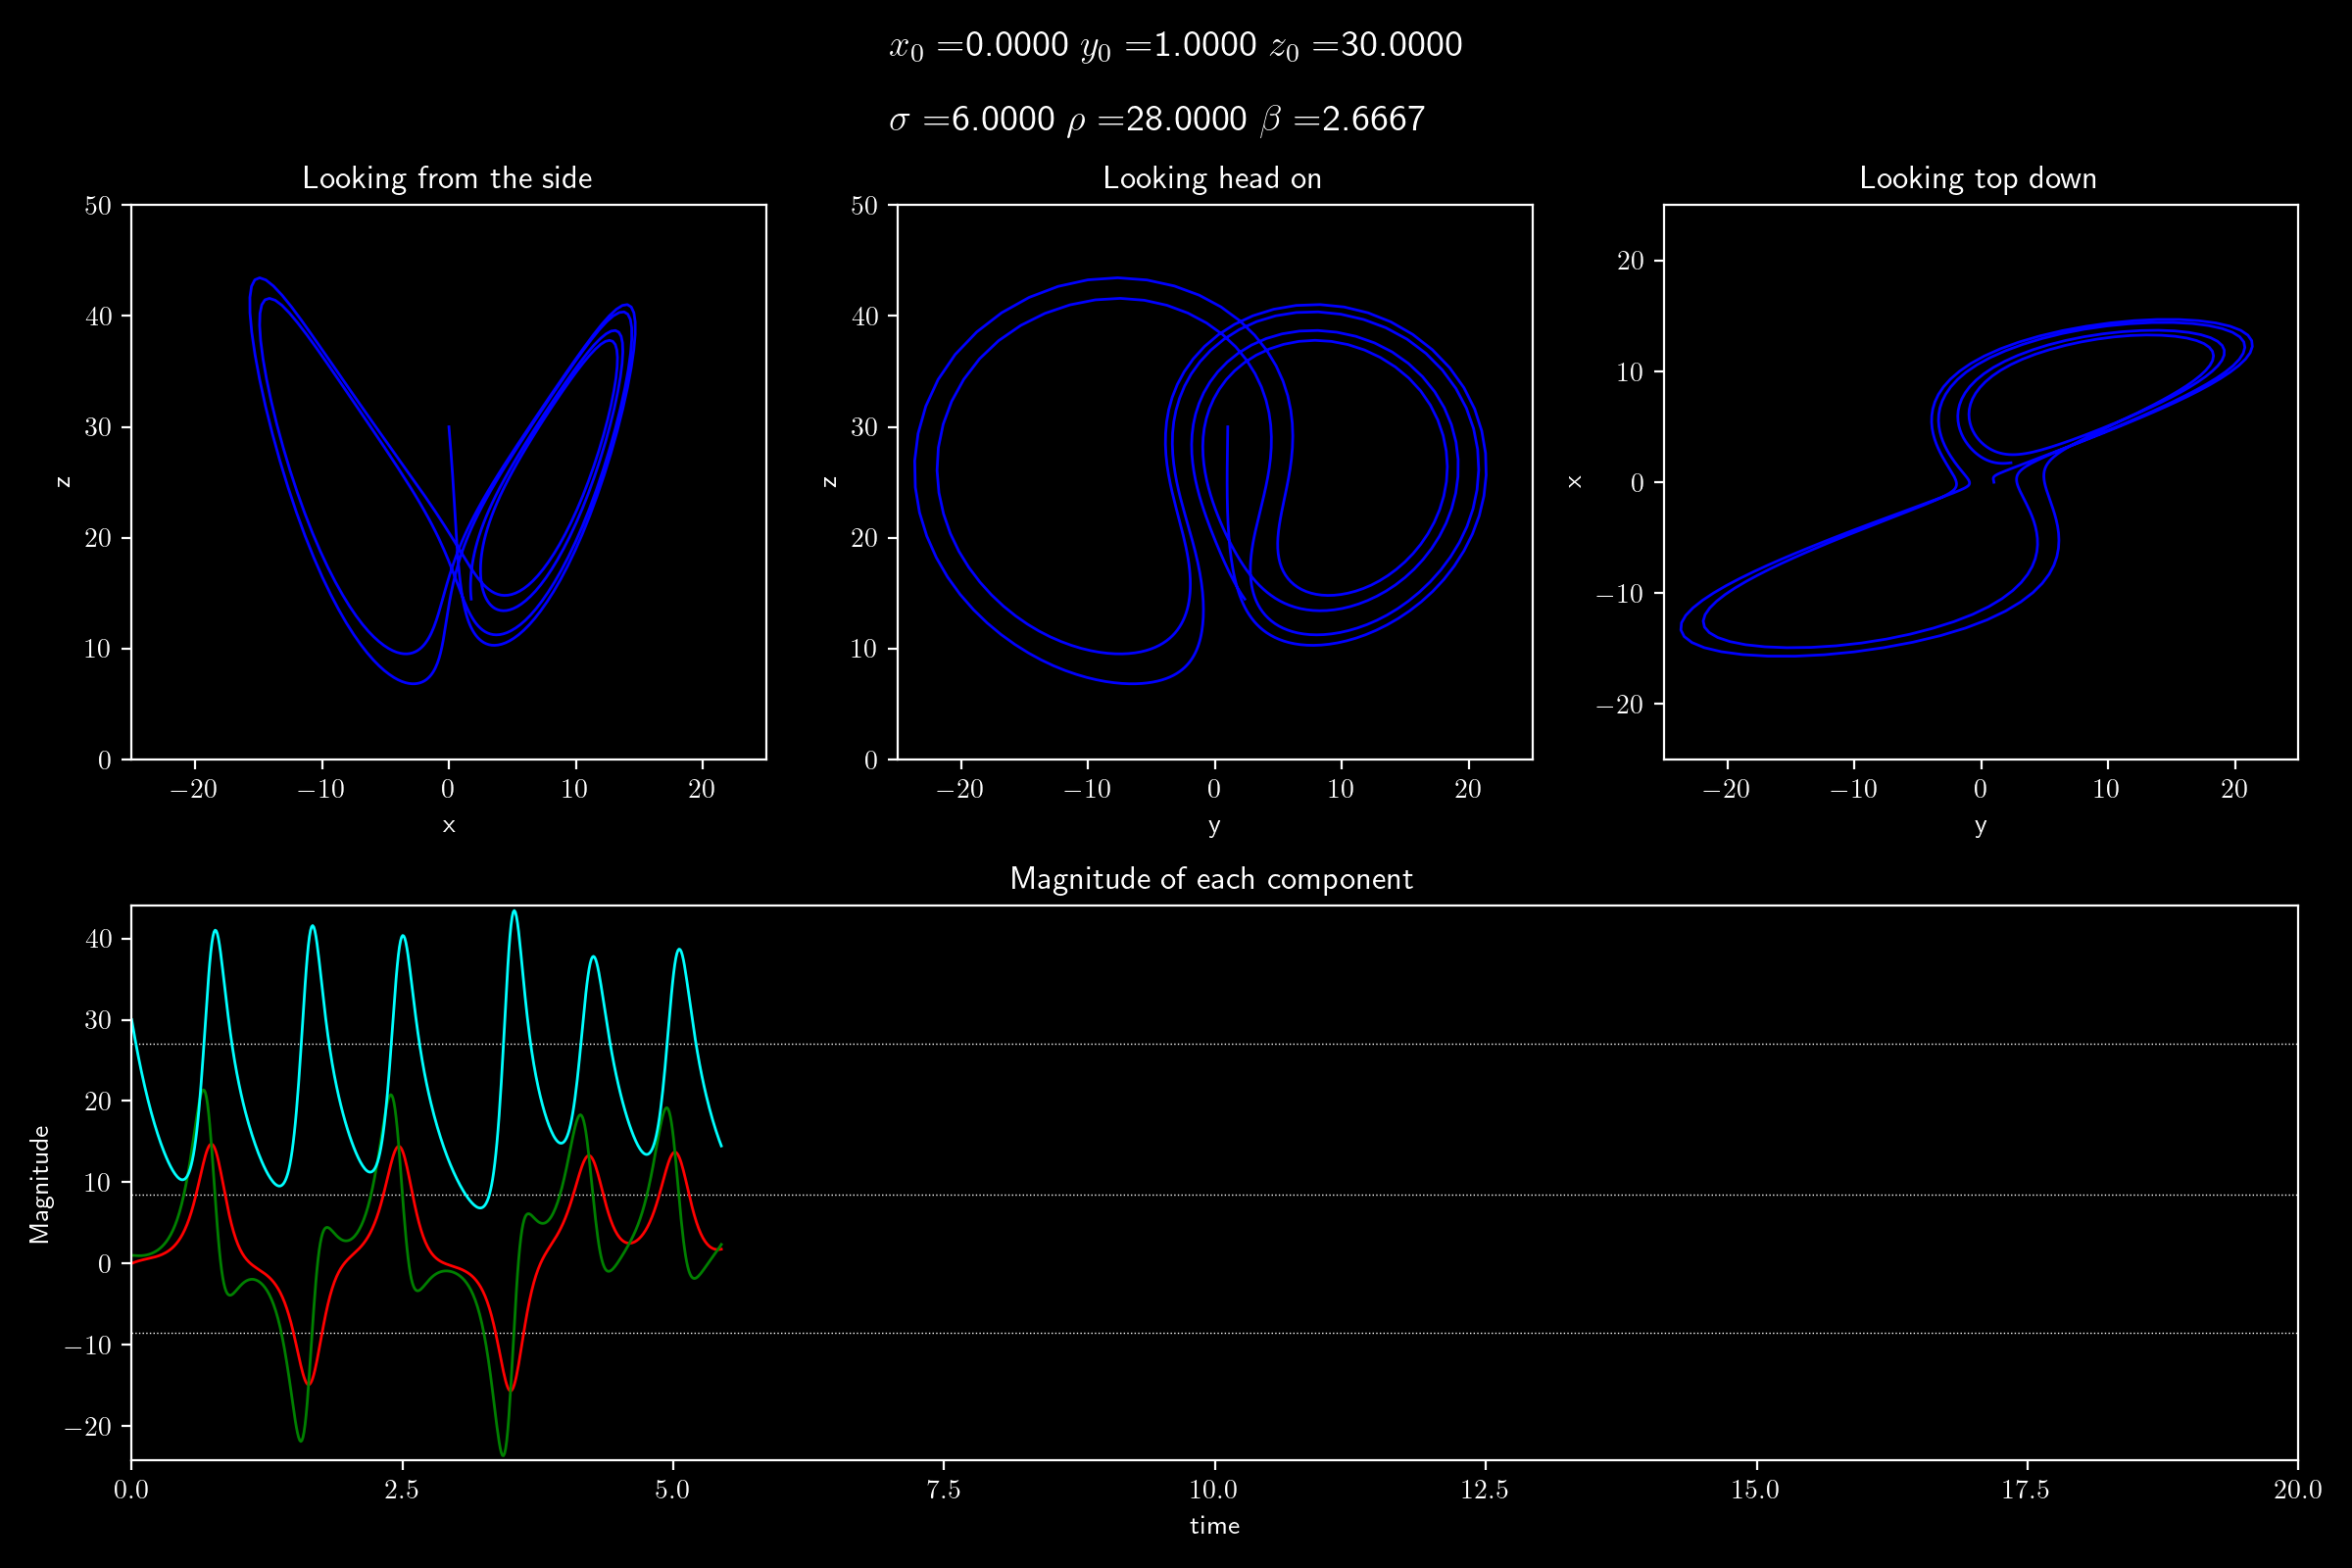 x₀ =0.0000 y₀ =1.0000 z₀ =30.0000
σ =6.0000 ρ =28.0000 β =2.6667
Looking from the side
50
40
30
20
10
0
z
−20 −10 0 10 20
x
Looking head on
50
40
30
20
10
0
z
−20 −10 0 10 20
y
Looking top down
20
10
0
−10
−20
x
−20 −10 0 10 20
y
Magnitude of each component
40
30
20
10
0
−10
−20
Magnitude
0.0 2.5 5.0 7.5 10.0 12.5 15.0 17.5 20.0
time